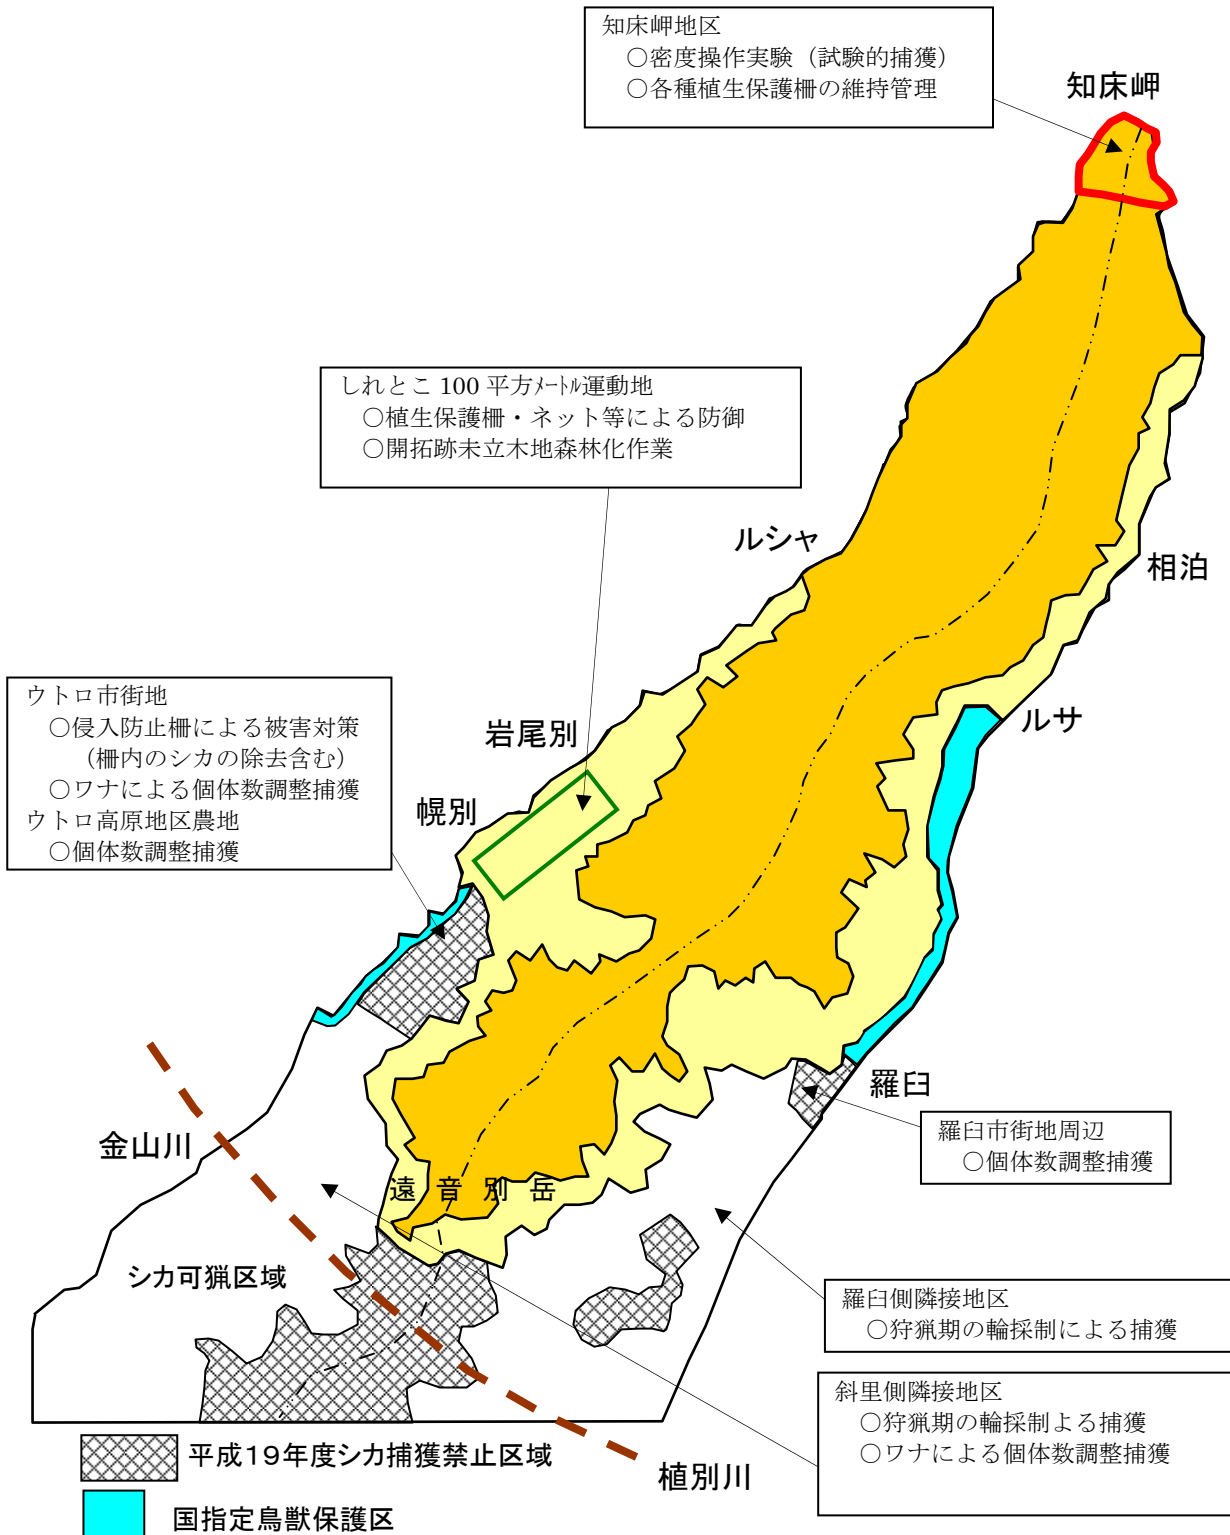 知床岬地区
○密度操作実験（試験的捕獲）
○各種植生保護柵の維持管理
知床岬
しれとこ 100 平方メートル運動地
○植生保護柵・ネット等による防御
○開拓跡未立木地森林化作業
ルシャ
相泊
ウトロ市街地
○侵入防止柵による被害対策
（柵内のシカの除去含む）
○ワナによる個体数調整捕獲
ウトロ高原地区農地
○個体数調整捕獲
岩尾別
ルサ
幌別
羅臼
羅臼市街地周辺
○個体数調整捕獲
金山川
遠音別岳
シカ可猟区域
羅臼側隣接地区
○狩猟期の輪採制による捕獲
斜里側隣接地区
○狩猟期の輪採制よる捕獲
○ワナによる個体数調整捕獲
平成19年度シカ捕獲禁止区域
植別川
国指定鳥獣保護区